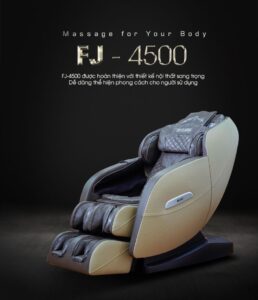 Massage for Your Body
FJ - 4500
FJ-4500 được hoàn thiện với thiết kế nội thất sang trọng
Dễ dàng thể hiện phong cách cho người sử dụng